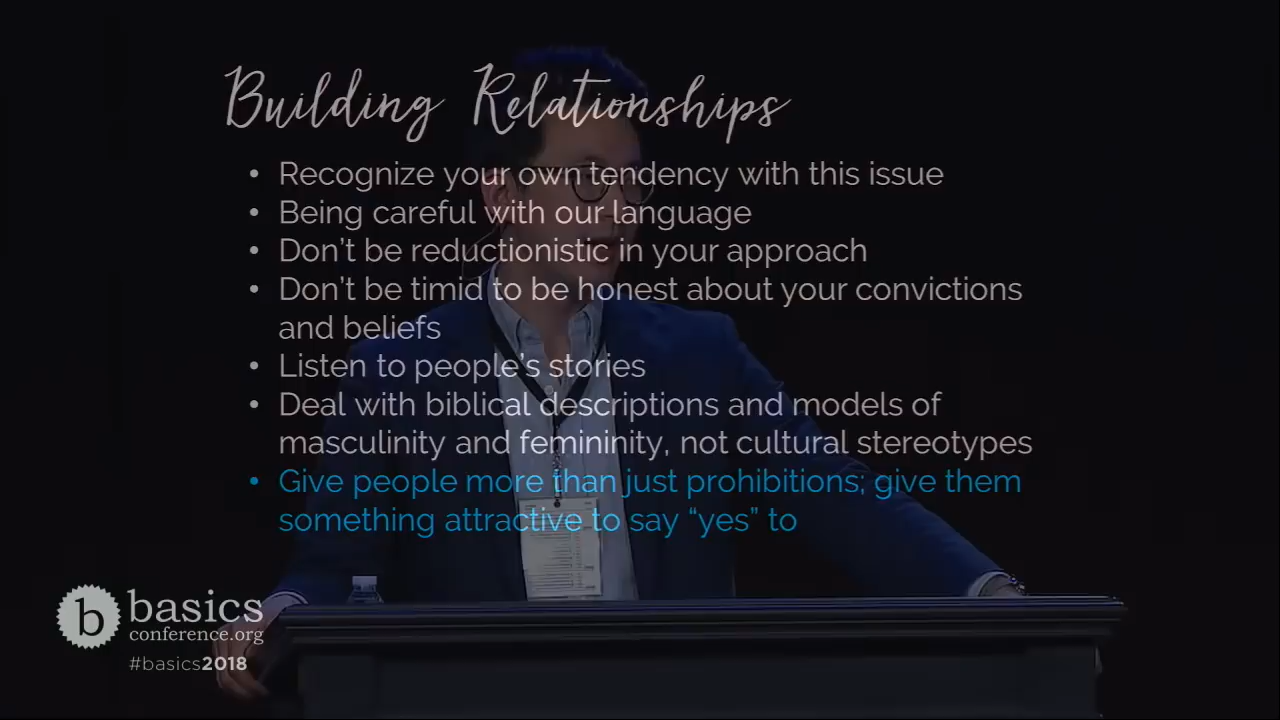 Building Relationships
• Recognize your own tendency with this issue
• Being careful with our language
• Don't be reductionistic in your approach
• Don't be timid to be honest about your convictions
and beliefs
• Listen to people's stories
• Deal with biblical descriptions and models of
masculinity and femininity, not cultural stereotypes
• Give people more than just prohibitions; give them
something attractive to say “yes” to
b basics
conference.org
#basics2018